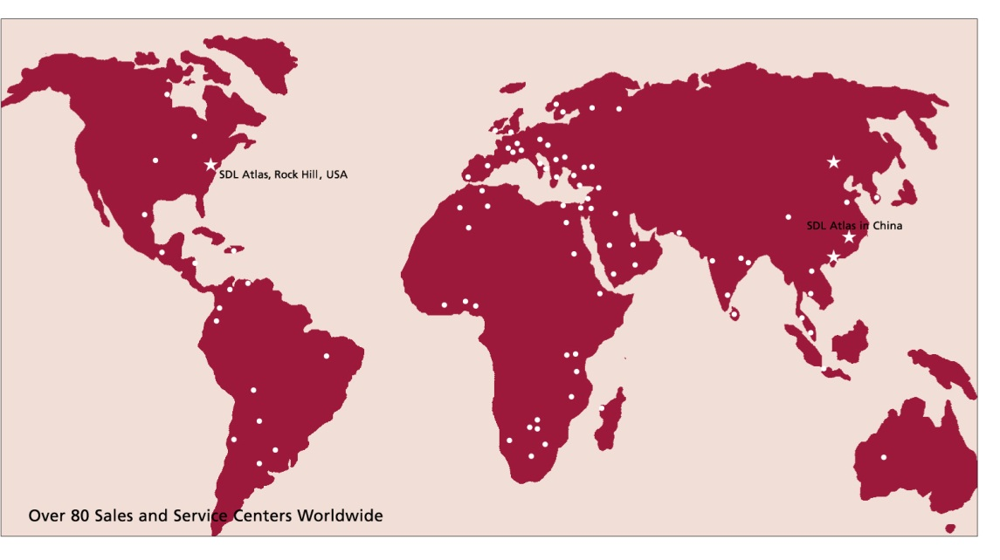 SDL Atlas, Rock Hill, USA
SDL Atlas in China
Over 80 Sales and Service Centers Worldwide